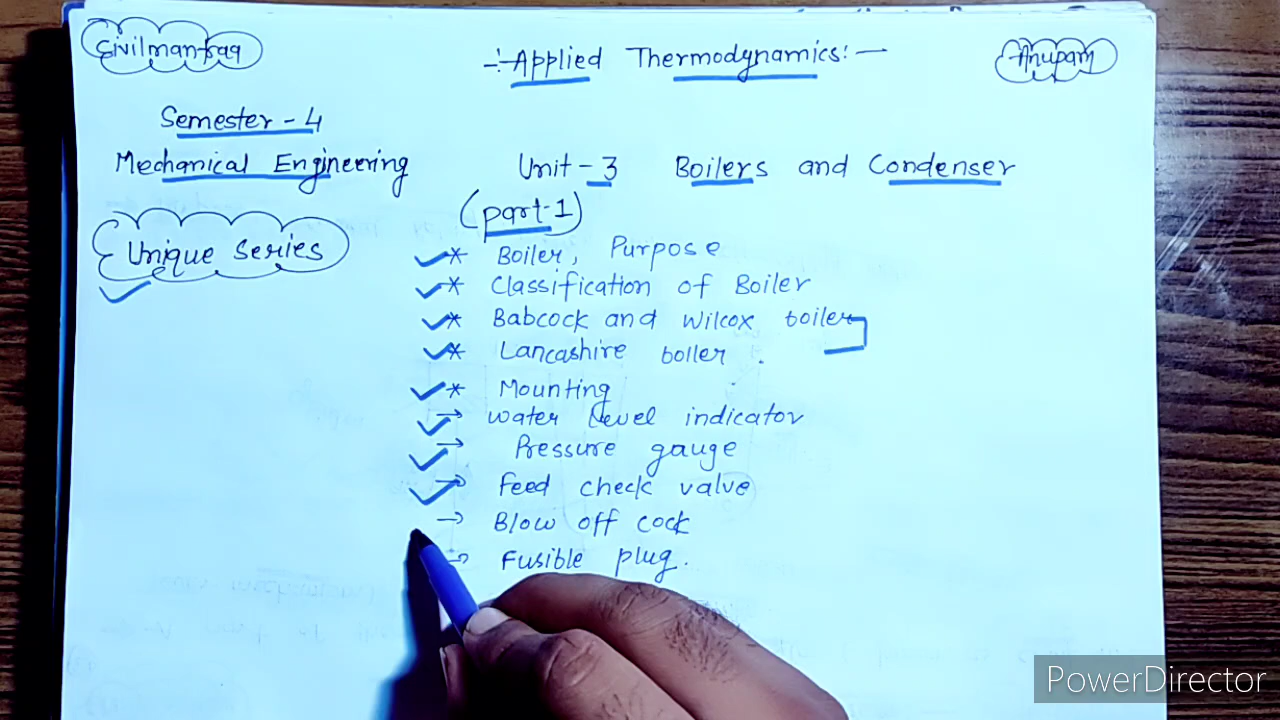 Civilmantraa
-:- Applied Thermodynamics:-
Anupam
Semester - 4
Mechanical Engineering
Unit - 3 Boilers and Condenser
(part-1)
Unique Series
* Boiler, Purpose
* Classification of Boiler
* Babcock and Wilcox boiler
* Lancashire boiler .
* Mounting
→ Water level indicator
→ Pressure gauge
→ Feed check valve
→ Blow off cock
→ Fusible plug.
PowerDirector